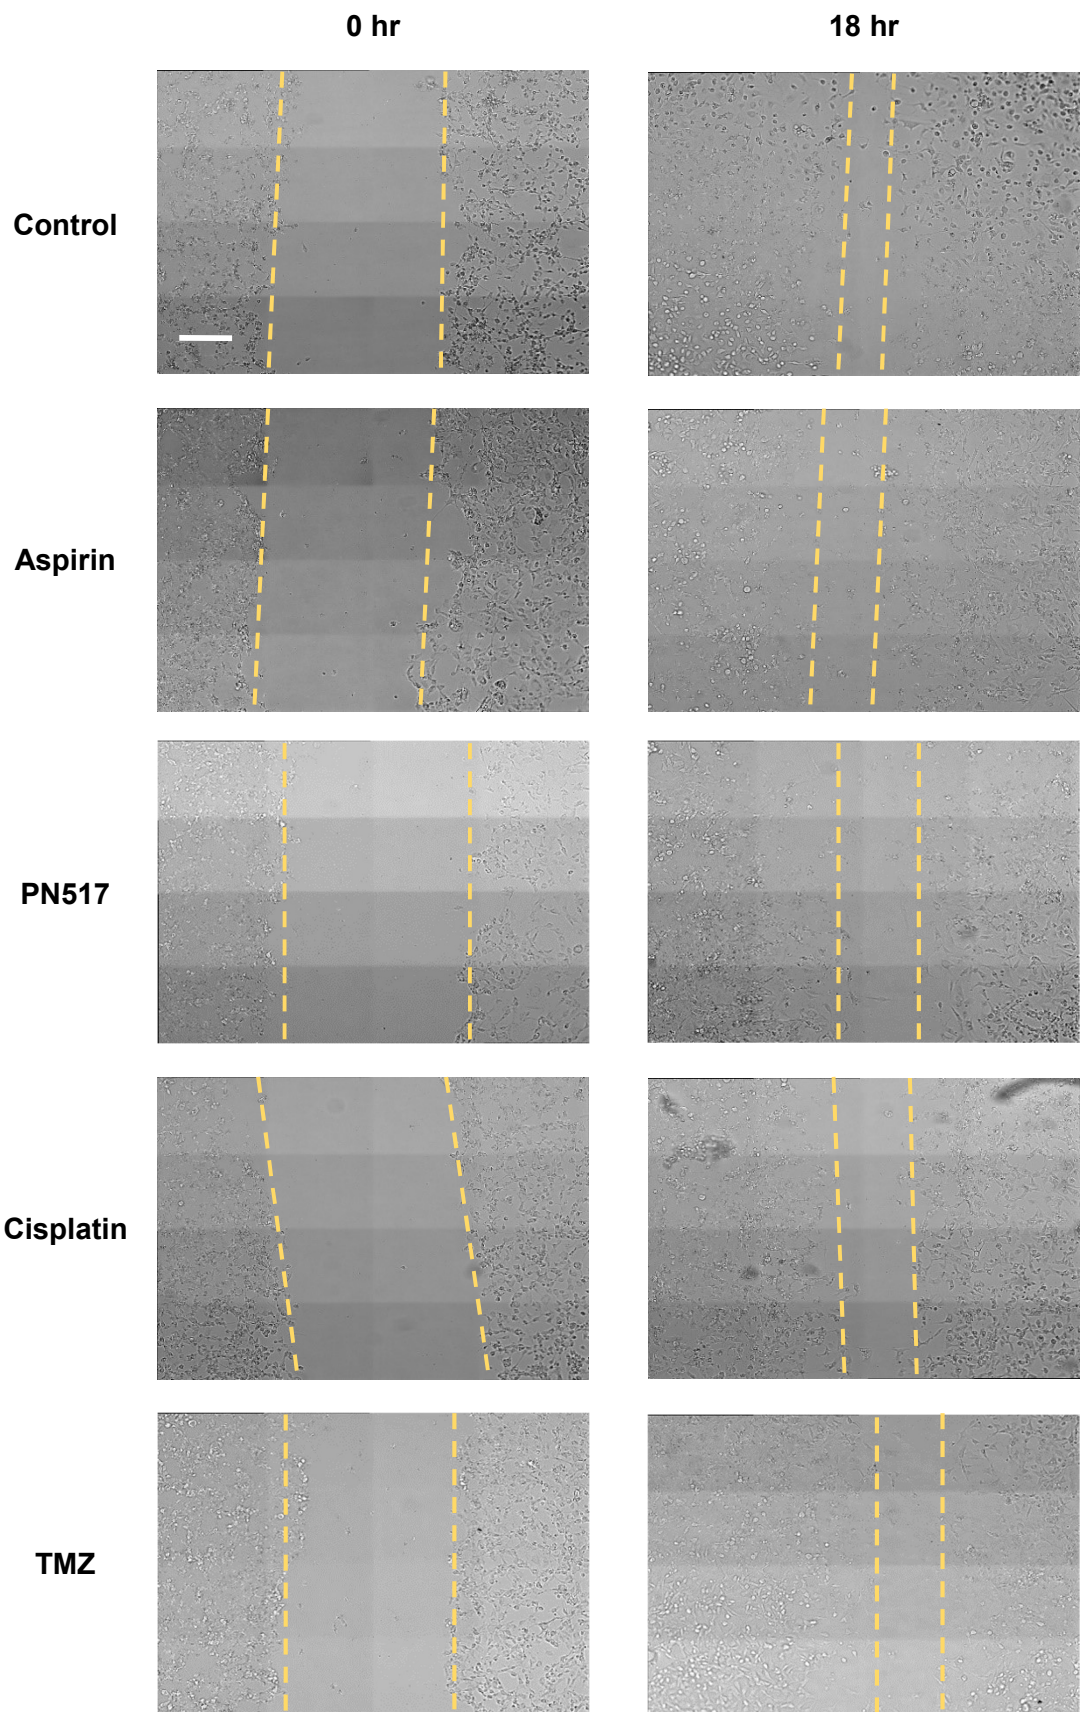 0 hr
18 hr
Control
Aspirin
PN517
Cisplatin
TMZ